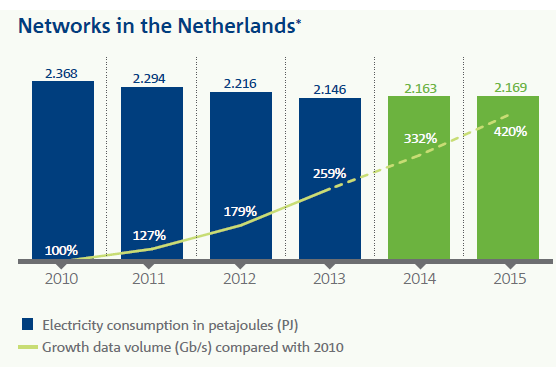 Networks in the Netherlands*
2.368 2.294 2.216 2.146 2.163 2.169
100% 127% 179% 259% 332% 420%
2010 2011 2012 2013 2014 2015
Electricity consumption in petajoules (PJ)
Growth data volume (Gb/s) compared with 2010